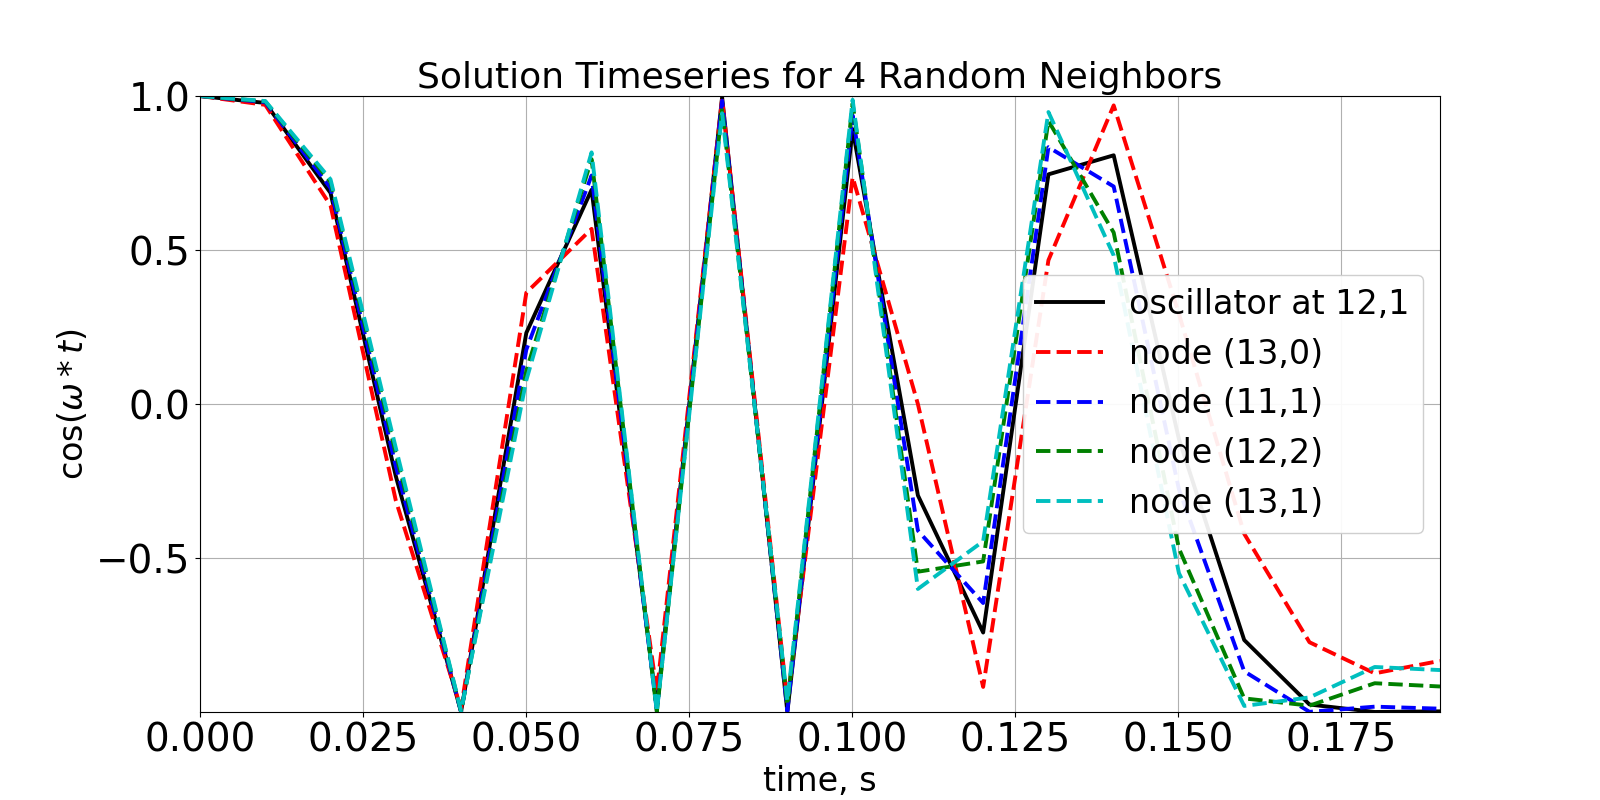 Solution Timeseries for 4 Random Neighbors
cos(ω * t)
1.0
0.5
0.0
−0.5
oscillator at 12,1
node (13,0)
node (11,1)
node (12,2)
node (13,1)
0.000 0.025 0.050 0.075 0.100 0.125 0.150 0.175
time, s